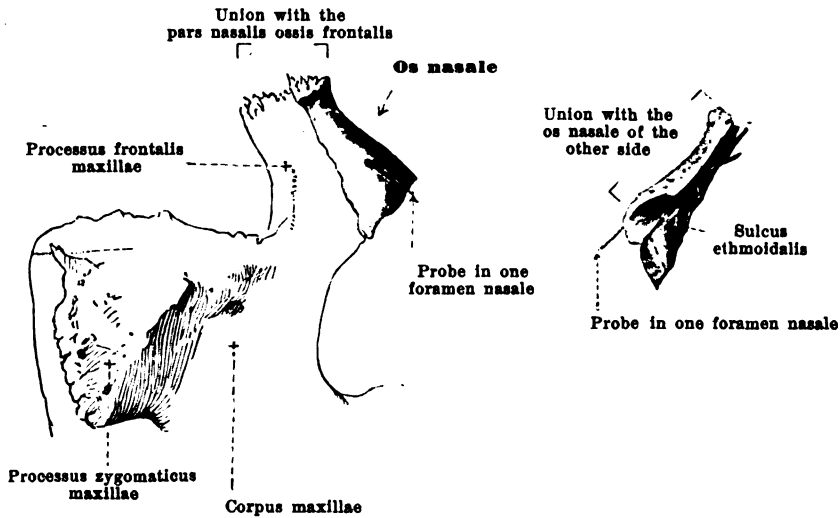 Union with the
pars nasalis ossis frontalis
Os nasale
Union with the
os nasale of the
other side
Processus frontalis
maxillae
Sulcus
ethmoidalis
Probe in one
foramen nasale
Probe in one foramen nasale
Processus zygomaticus
maxillae
Corpus maxillae